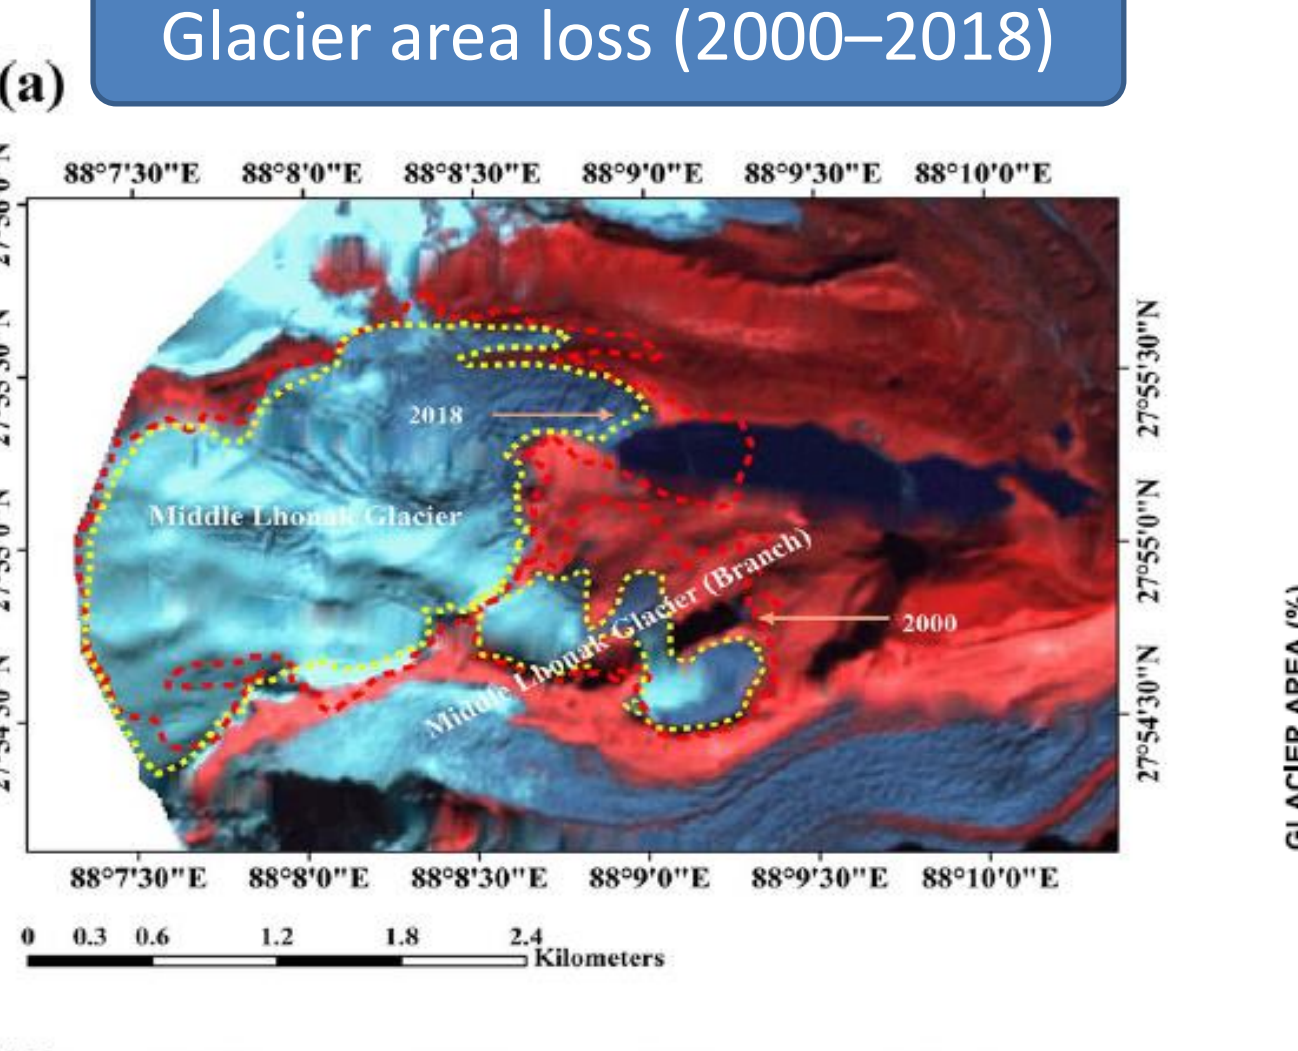 Glacier area loss (2000–2018)
(a)
88°7'30"E 88°8'0"E 88°8'30"E 88°9'0"E 88°9'30"E 88°10'0"E
27°55'30"N
2018
Middle Lhonak Glacier
27°55'0"N
Middle Lhonak Glacier (Branch)
2000
27°54'30"N
88°7'30"E 88°8'0"E 88°8'30"E 88°9'0"E 88°9'30"E 88°10'0"E
0 0.3 0.6 1.2 1.8 2.4
Kilometers
GLACIER AREA (%)